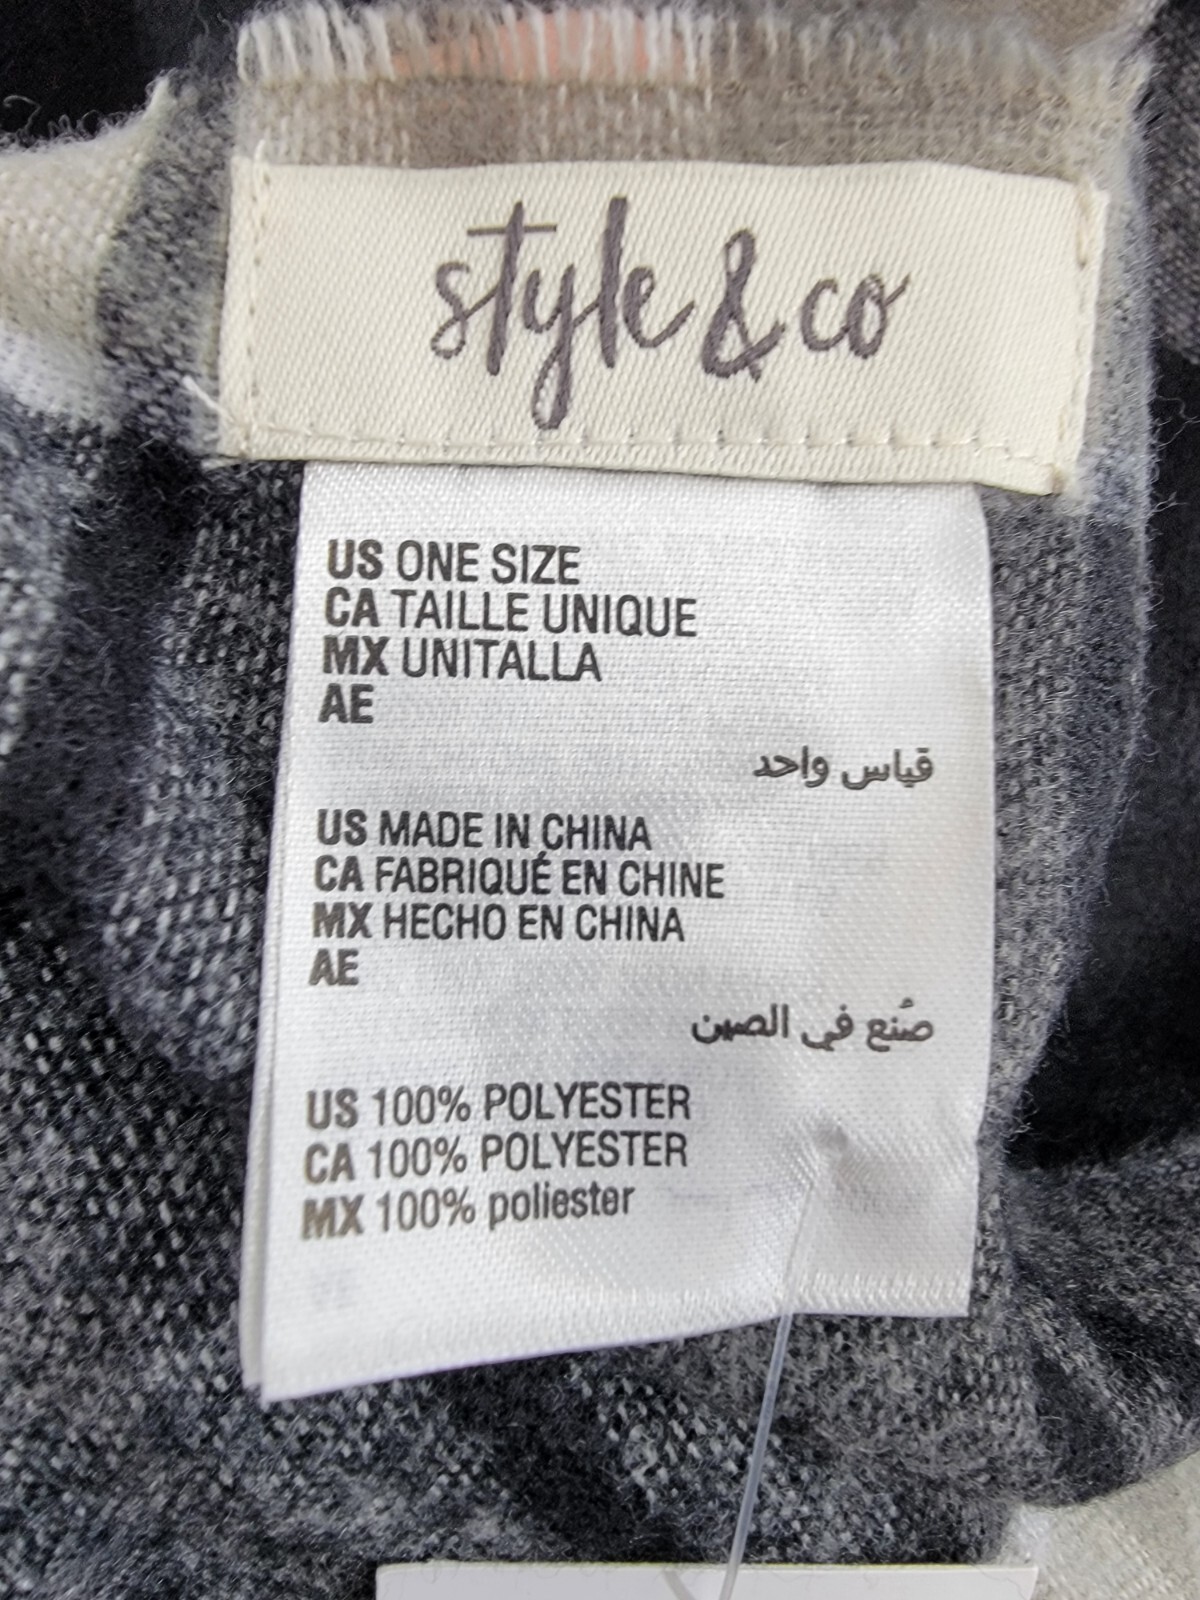 style & co
US ONE SIZE
CA TAILLE UNIQUE
MX UNITALLA
AE
قياس واحد
US MADE IN CHINA
CA FABRIQUÉ EN CHINE
MX HECHO EN CHINA
AE
صُنع في الصين
US 100% POLYESTER
CA 100% POLYESTER
MX 100% poliester